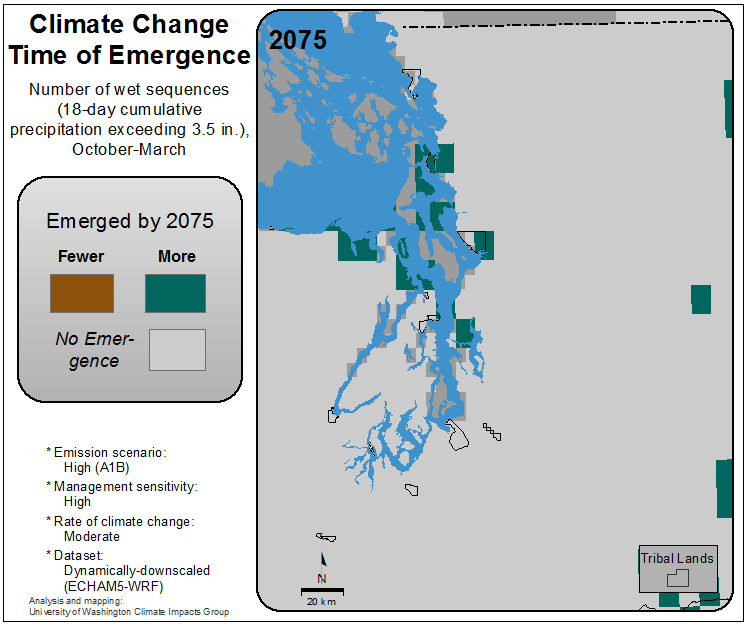 Climate Change
Time of Emergence
Number of wet sequences
(18-day cumulative
precipitation exceeding 3.5 in.),
October-March
Emerged by 2075
Fewer
More
No Emer-
gence
* Emission scenario:
High (A1B)
* Management sensitivity:
High
* Rate of climate change:
Moderate
* Dataset:
Dynamically-downscaled
(ECHAM5-WRF)
Analysis and mapping:
University of Washington Climate Impacts Group
2075
N
20 km
Tribal Lands